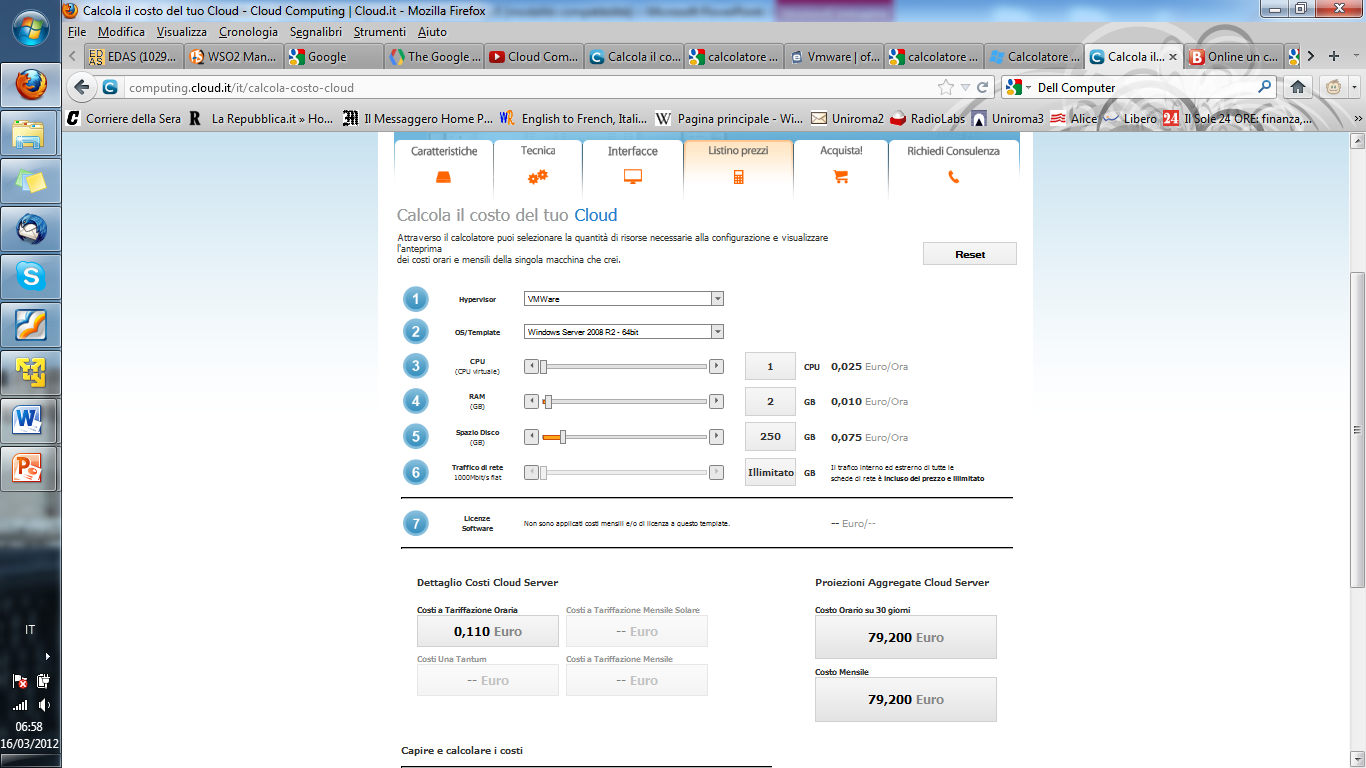 Calcola il costo del tuo Cloud - Cloud Computing | Cloud.it - Mozilla Firefox
File Modifica Visualizza Cronologia Segnalibri Strumenti Aiuto
EDAS (1029... WSO2 Man... Google The Google ... Cloud Com... Calcola il co... calcolatore ... Vmware | of... calcolatore ... Calcolatore ... Calcola il... Online un c...
computing.cloud.it/it/calcola-costo-cloud
Dell Computer
Corriere della Sera La Repubblica.it » Ho... Il Messaggero Home P... English to French, Itali... Pagina principale - Wi... Uniroma2 RadioLabs Uniroma3 Alice Libero Il Sole 24 ORE: finanza,...
Caratteristiche Tecnica Interfacce Listino prezzi Acquista! Richiedi Consulenza
Calcola il costo del tuo Cloud
Attraverso il calcolatore puoi selezionare la quantità di risorse necessarie alla configurazione e visualizzare
l'anteprima
dei costi orari e mensili della singola macchina che crei.
Reset
1 Hypervisor VMWare
2 OS/Template Windows Server 2008 R2 - 64bit
3 CPU (CPU virtuale) 1 CPU 0,025 Euro/Ora
4 RAM (GB) 2 GB 0,010 Euro/Ora
5 Spazio Disco (GB) 250 GB 0,075 Euro/Ora
6 Traffico di rete 1000Mbit/s flat Illimitato GB
Il trafico interno ed estrerno di tutte le
schede di rete è incluso del prezzo e illimitato
7 Licenze Software Non sono applicati costi mensili e/o di licenza a questo template. -- Euro/--
Dettaglio Costi Cloud Server
Costi a Tariffazione Oraria Costi a Tariffazione Mensile Solare
0,110 Euro -- Euro
Costi Una Tantum Costi a Tariffazione Mensile
-- Euro -- Euro
Proiezioni Aggregate Cloud Server
Costo Orario su 30 giorni
79,200 Euro
Costo Mensile
79,200 Euro
Capire e calcolare i costi
IT
06:58
16/03/2012